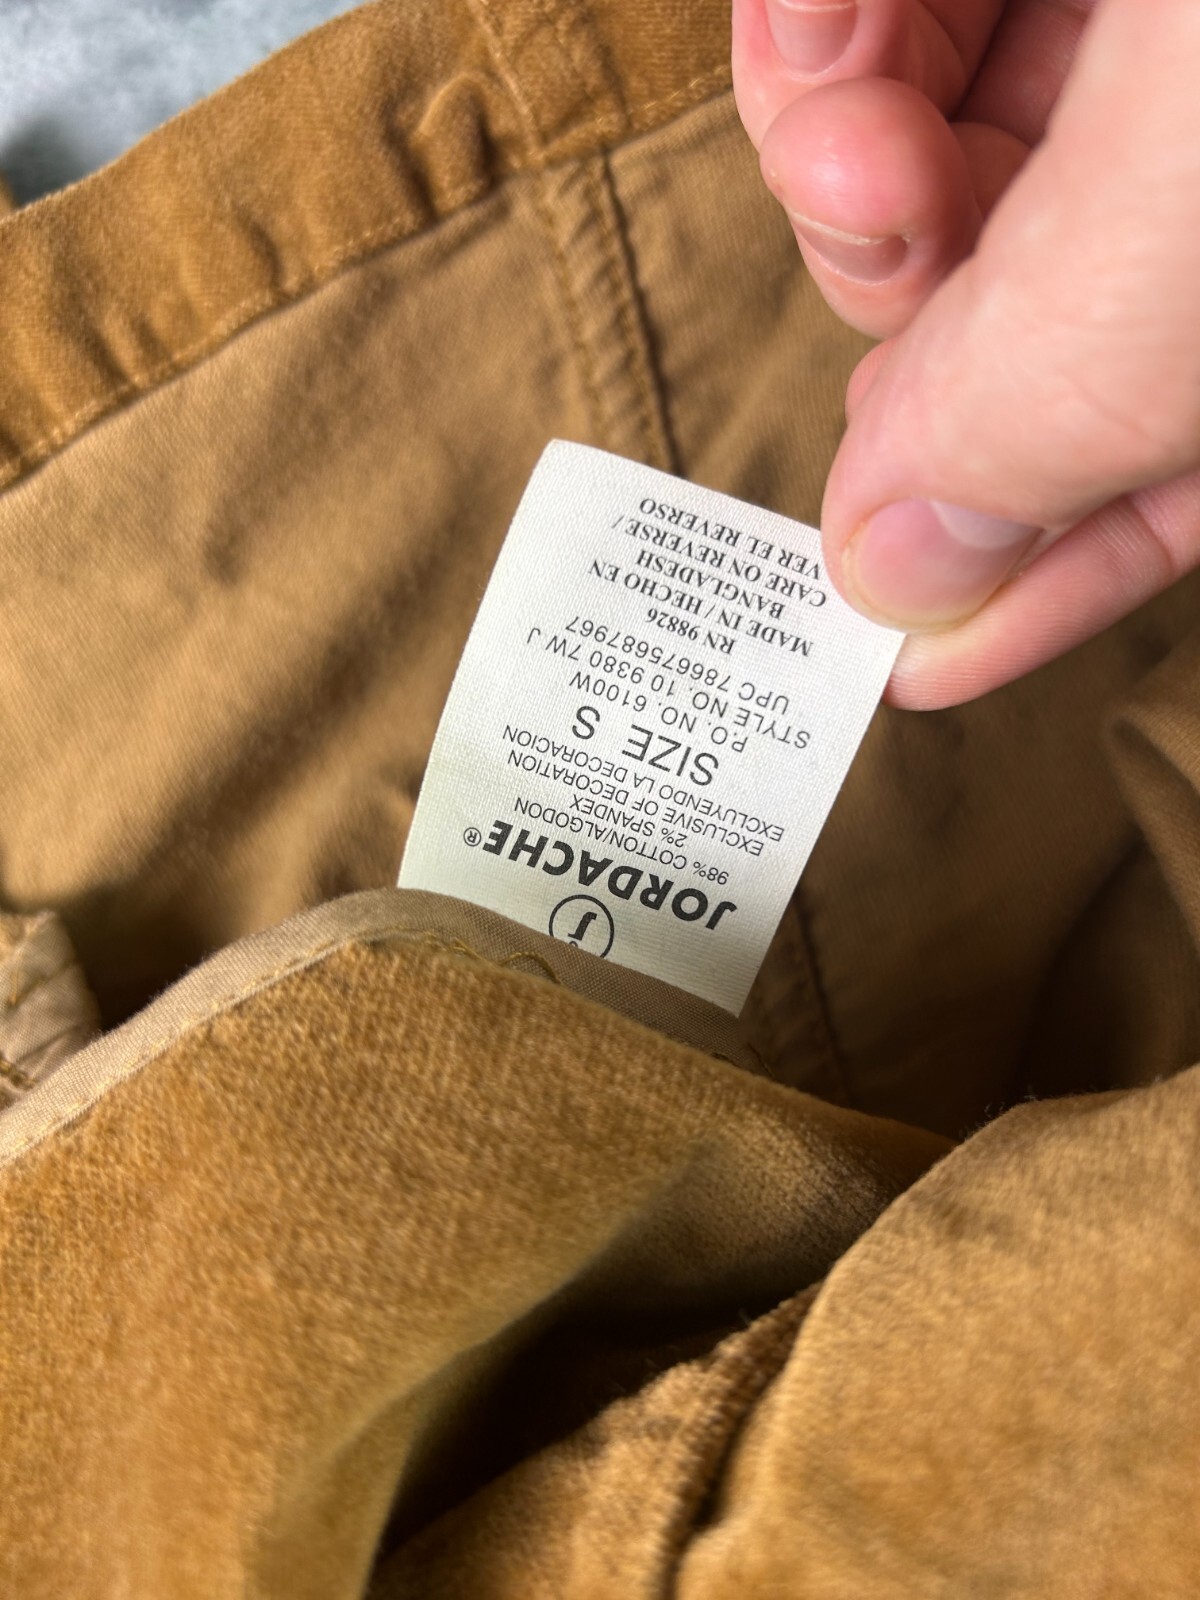 J
JORDACHE®
98% COTTON/ALGODON
2% SPANDEX
EXCLUSIVE OF DECORATION
EXCLUYENDO LA DECORACION
SIZE S
P.O. NO. 6100W
STYLE NO. 10 9380 7W J
UPC 786675687967
RN 98826
MADE IN / HECHO EN
BANGLADESH
CARE ON REVERSE /
VER EL REVERSO